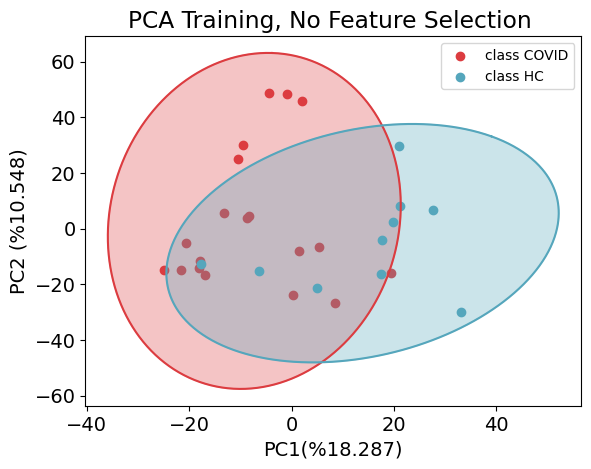 PCA Training, No Feature Selection
class COVID
class HC
60
40
20
0
−20
−40
−60
PC2 (%10.548)
−40
−20
0
20
40
PC1(%18.287)